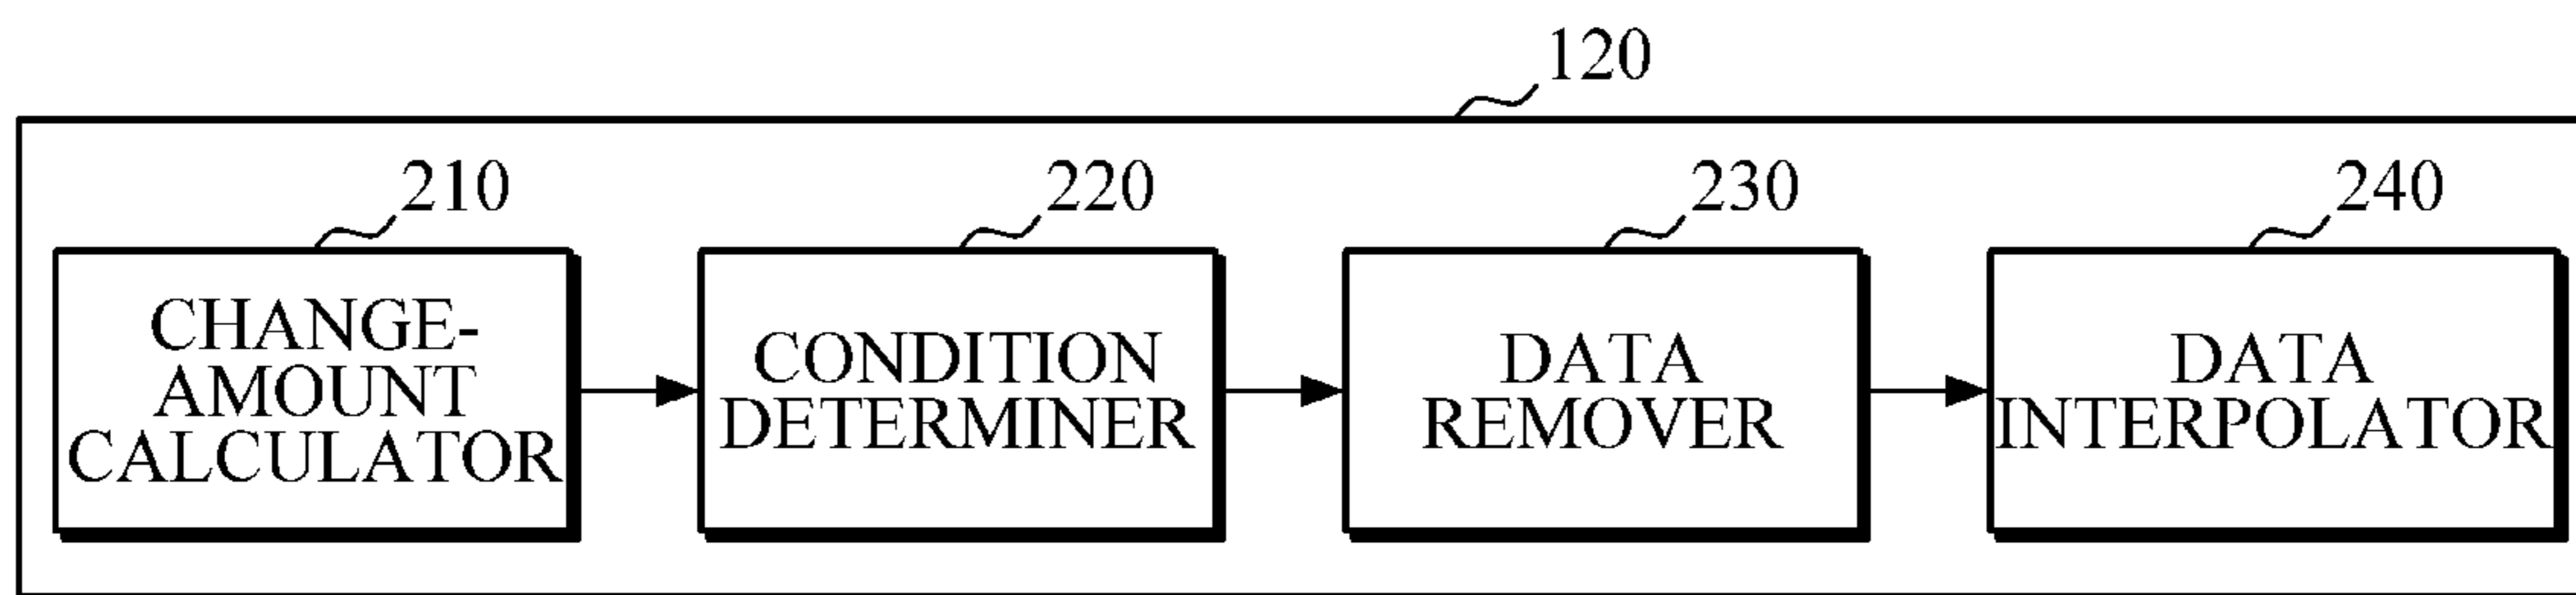 120
210
220
230
240
CHANGE-
AMOUNT
CALCULATOR
CONDITION
DETERMINER
DATA
REMOVER
DATA
INTERPOLATOR